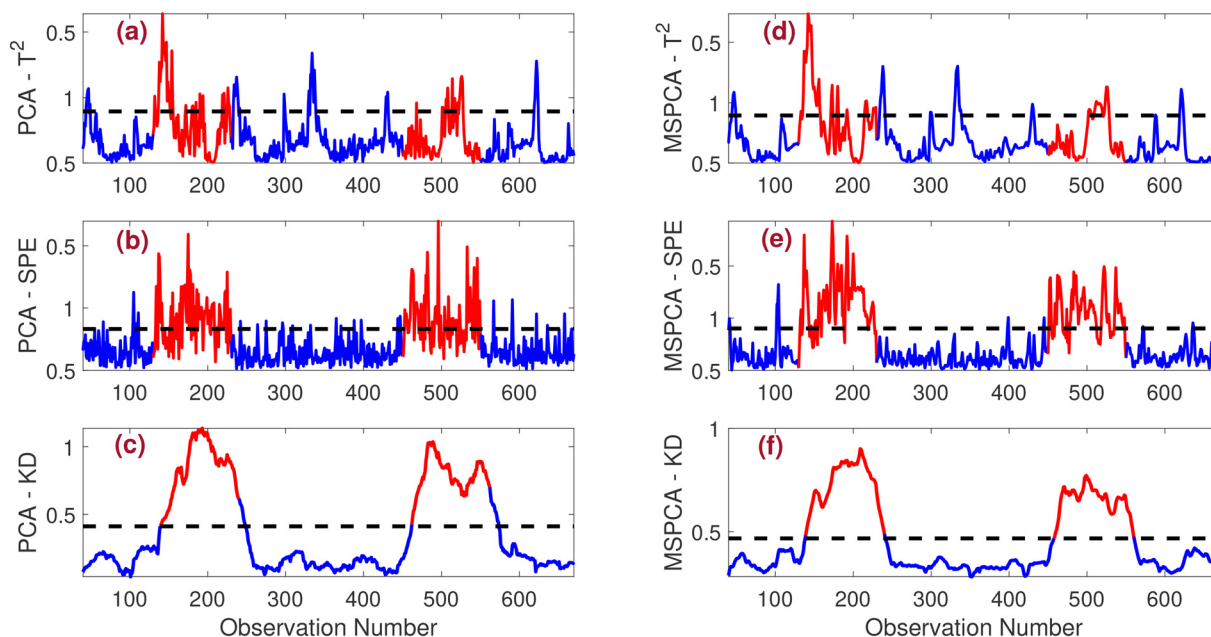 (a)
PCA - T2
0.5
1
0.5
100 200 300 400 500 600
(d)
MSPCA - T2
0.5
1
0.5
100 200 300 400 500 600
(b)
PCA - SPE
0.5
1
0.5
100 200 300 400 500 600
(e)
MSPCA - SPE
0.5
1
0.5
100 200 300 400 500 600
(c)
PCA - KD
1
0.5
100 200 300 400 500 600
Observation Number
(f)
MSPCA - KD
1
0.5
100 200 300 400 500 600
Observation Number